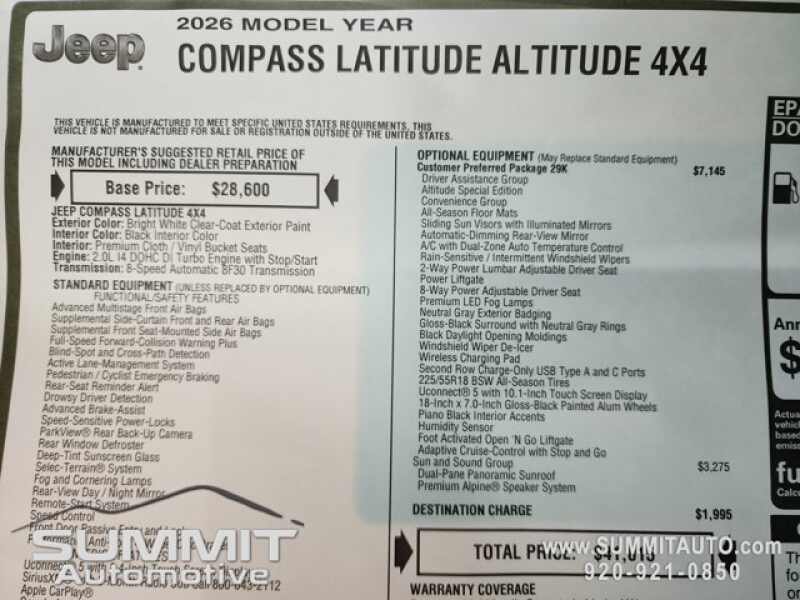 Jeep
2026 MODEL YEAR
COMPASS LATITUDE ALTITUDE 4X4
THIS VEHICLE IS MANUFACTURED TO MEET SPECIFIC UNITED STATES REQUIREMENTS. THIS
VEHICLE IS NOT MANUFACTURED FOR SALE OR REGISTRATION OUTSIDE OF THE UNITED STATES.
MANUFACTURER'S SUGGESTED RETAIL PRICE OF
THIS MODEL INCLUDING DEALER PREPARATION
Base Price: $28,600
JEEP COMPASS LATITUDE 4X4
Exterior Color: Bright White Clear-Coat Exterior Paint
Interior Color: Black Interior Color
Interior: Premium Cloth / Vinyl Bucket Seats
Engine: 2.0L I4 DOHC DI Turbo Engine with Stop/Start
Transmission: 8-Speed Automatic 8F30 Transmission
STANDARD EQUIPMENT (UNLESS REPLACED BY OPTIONAL EQUIPMENT)
FUNCTIONAL/SAFETY FEATURES
Advanced Multistage Front Air Bags
Supplemental Side-Curtain Front and Rear Air Bags
Supplemental Front Seat-Mounted Side Air Bags
Full-Speed Forward-Collision Warning Plus
Blind-Spot and Cross-Path Detection
Active Lane-Management System
Pedestrian / Cyclist Emergency Braking
Rear-Seat Reminder Alert
Drowsy Driver Detection
Advanced Brake-Assist
Speed-Sensitive Power-Locks
ParkView® Rear Back-Up Camera
Rear Window Defroster
Deep-Tint Sunscreen Glass
Selec-Terrain® System
Fog and Cornering Lamps
Rear-View Day / Night Mirror
Remote-Start System
Speed Control
Front Door Passive Entry and
Apple CarPlay®
OPTIONAL EQUIPMENT (May Replace Standard Equipment)
Customer Preferred Package 29K $7,145
Driver Assistance Group
Altitude Special Edition
Convenience Group
All-Season Floor Mats
Sliding Sun Visors with Illuminated Mirrors
Automatic-Dimming Rear-View Mirror
A/C with Dual-Zone Auto Temperature Control
Rain-Sensitive / Intermittent Windshield Wipers
2-Way Power Lumbar Adjustable Driver Seat
Power Liftgate
8-Way Power Adjustable Driver Seat
Premium LED Fog Lamps
Neutral Gray Exterior Badging
Gloss-Black Surround with Neutral Gray Rings
Black Daylight Opening Moldings
Windshield Wiper De-Icer
Wireless Charging Pad
Second Row Charge-Only USB Type A and C Ports
225/55R18 BSW All-Season Tires
Uconnect® 5 with 10.1-Inch Touch Screen Display
18-Inch x 7.0-Inch Gloss-Black Painted Alum Wheels
Piano Black Interior Accents
Humidity Sensor
Foot Activated Open 'N Go Liftgate
Adaptive Cruise-Control with Stop and Go
Sun and Sound Group $3,275
Dual-Pane Panoramic Sunroof
Premium Alpine® Speaker System
DESTINATION CHARGE $1,995
TOTAL PRICE:
WARRANTY COVERAGE
EPA
DO
Ann
$
Actua
vehicl
based
emiss
fu
Calcu
Th
SUMMIT
Automotive
www.SUMMITAUTO.com
920-921-0850